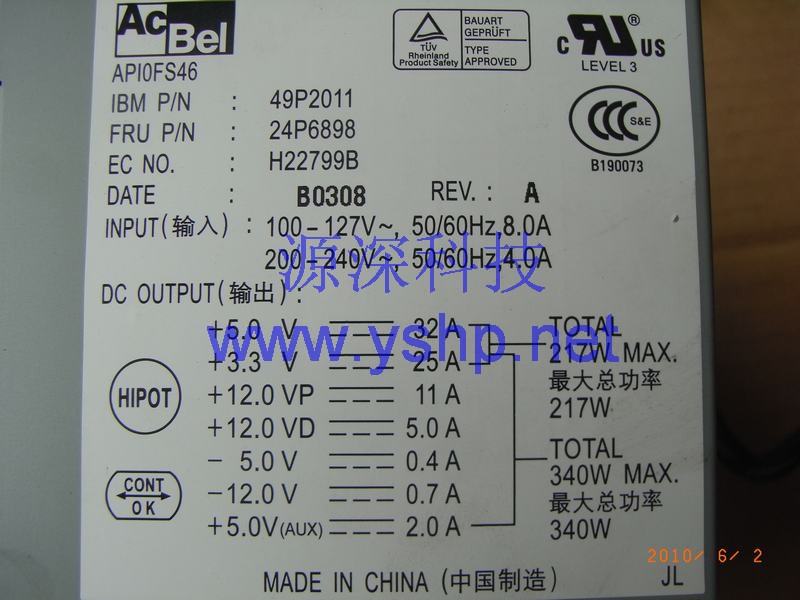 AcBel
API0FS46
IBM P/N : 49P2011
FRU P/N : 24P6898
EC NO. : H22799B
DATE : B0308 REV. : A
INPUT(输入) : 100-127V~, 50/60Hz,8.0A
200-240V~, 50/60Hz,4.0A
DC OUTPUT(输出) :
+5.0 V 32 A
+3.3 V 25 A
+12.0 VP 11 A
+12.0 VD 5.0 A
- 5.0 V 0.4 A
-12.0 V 0.7 A
+5.0V(AUX) 2.0 A
TOTAL
217W MAX.
最大总功率
217W
TOTAL
340W MAX.
最大总功率
340W
HIPOT
CONT
OK
MADE IN CHINA (中国制造)
JL
TÜV
Rheinland
Product Safety
BAUART
GEPRÜFT
TYPE
APPROVED
C RU ® US
LEVEL 3
CCC S&E
B190073
源深科技
www.yshp.net
2010/ 6/ 2